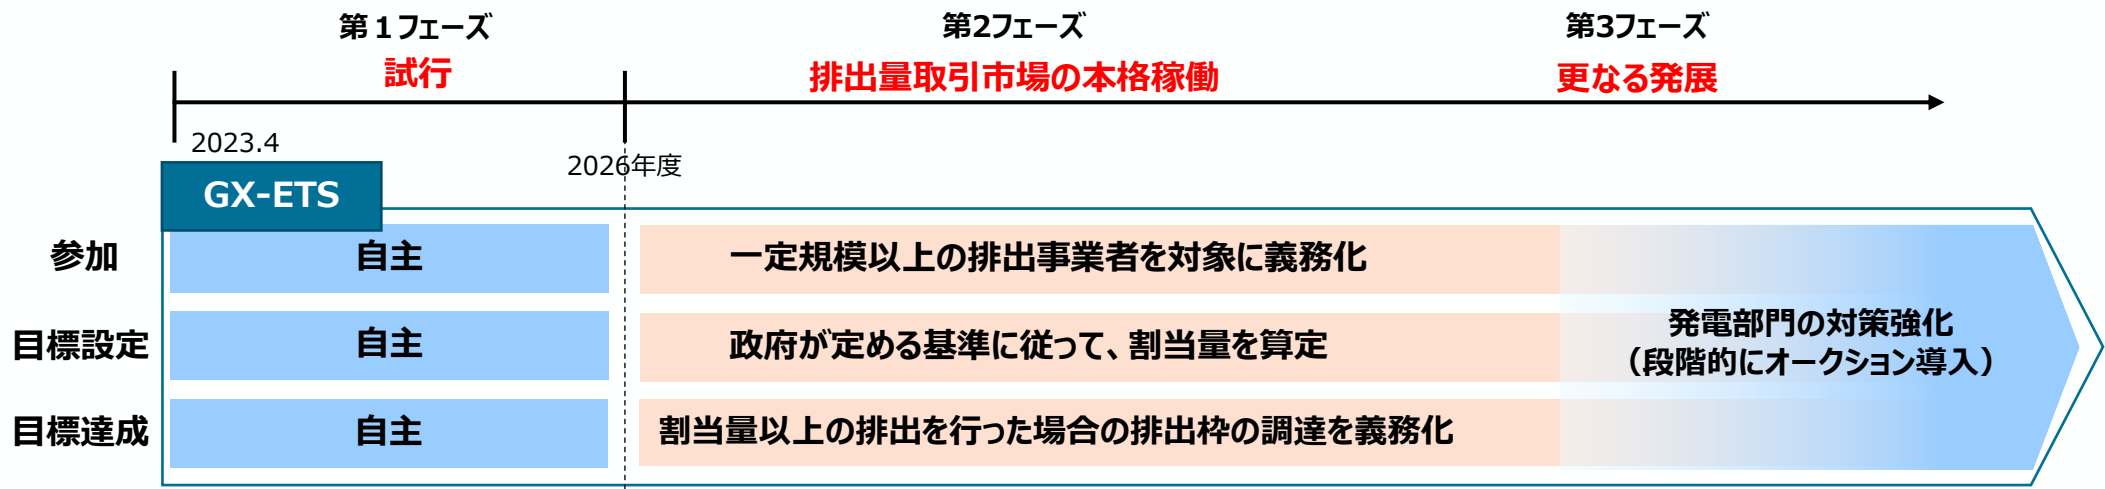 第１フェーズ
第2フェーズ
第3フェーズ
試行
排出量取引市場の本格稼働
更なる発展
2023.4
2026年度
GX-ETS
参加
自主
一定規模以上の排出事業者を対象に義務化
目標設定
自主
政府が定める基準に従って、割当量を算定
発電部門の対策強化
（段階的にオークション導入）
目標達成
自主
割当量以上の排出を行った場合の排出枠の調達を義務化